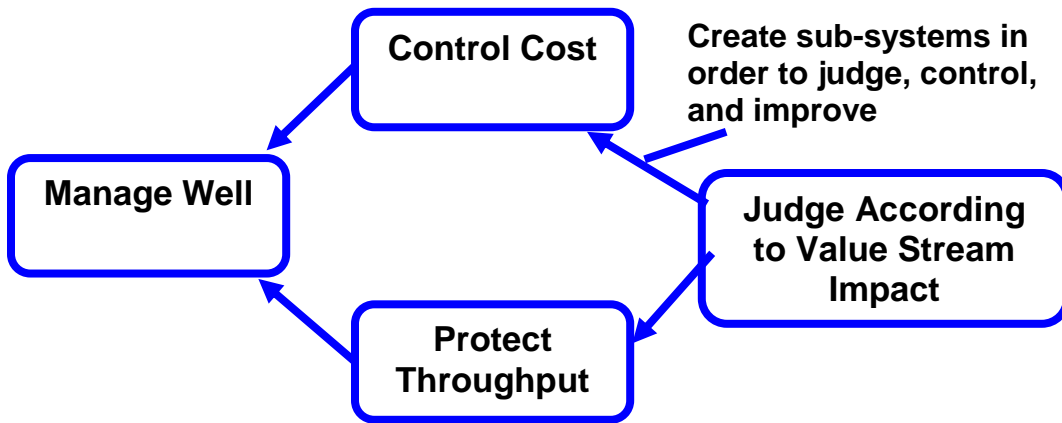 Control Cost
Create sub-systems in
order to judge, control,
and improve
Manage Well
Judge According
to Value Stream
Impact
Protect
Throughput